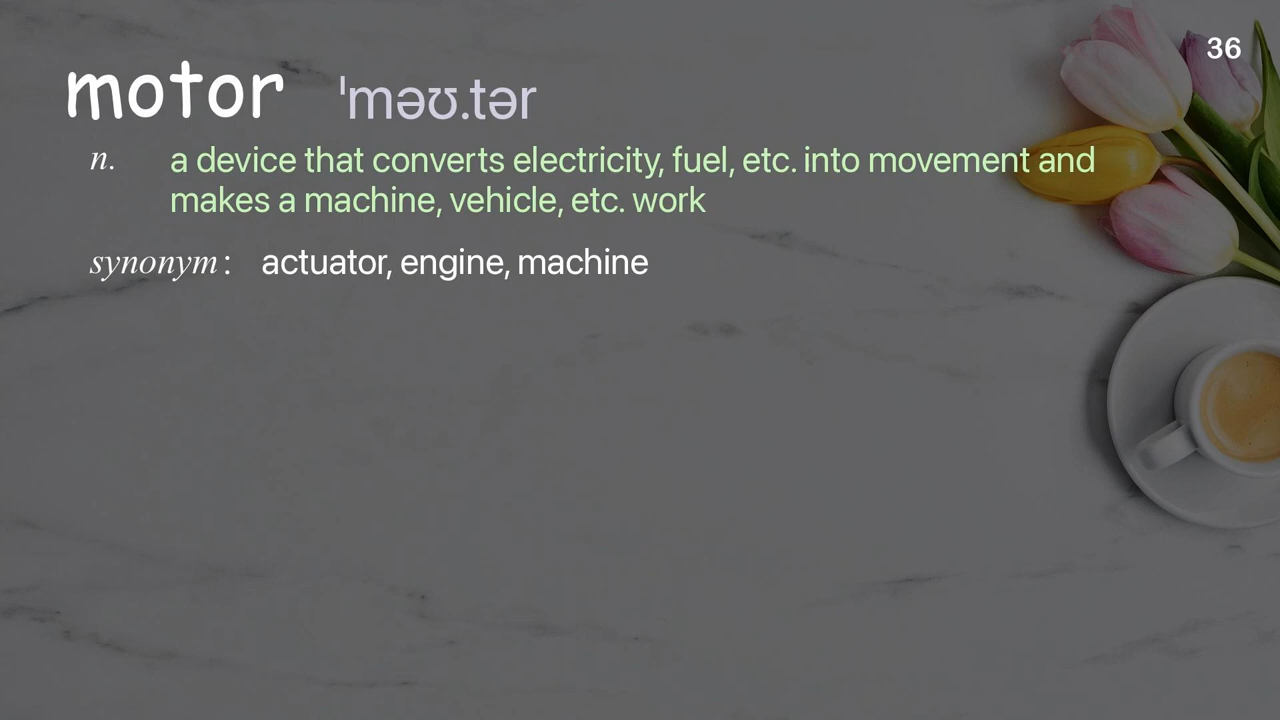 36
motor ˈməʊ.tər
n. a device that converts electricity, fuel, etc. into movement and
makes a machine, vehicle, etc. work
synonym : actuator, engine, machine